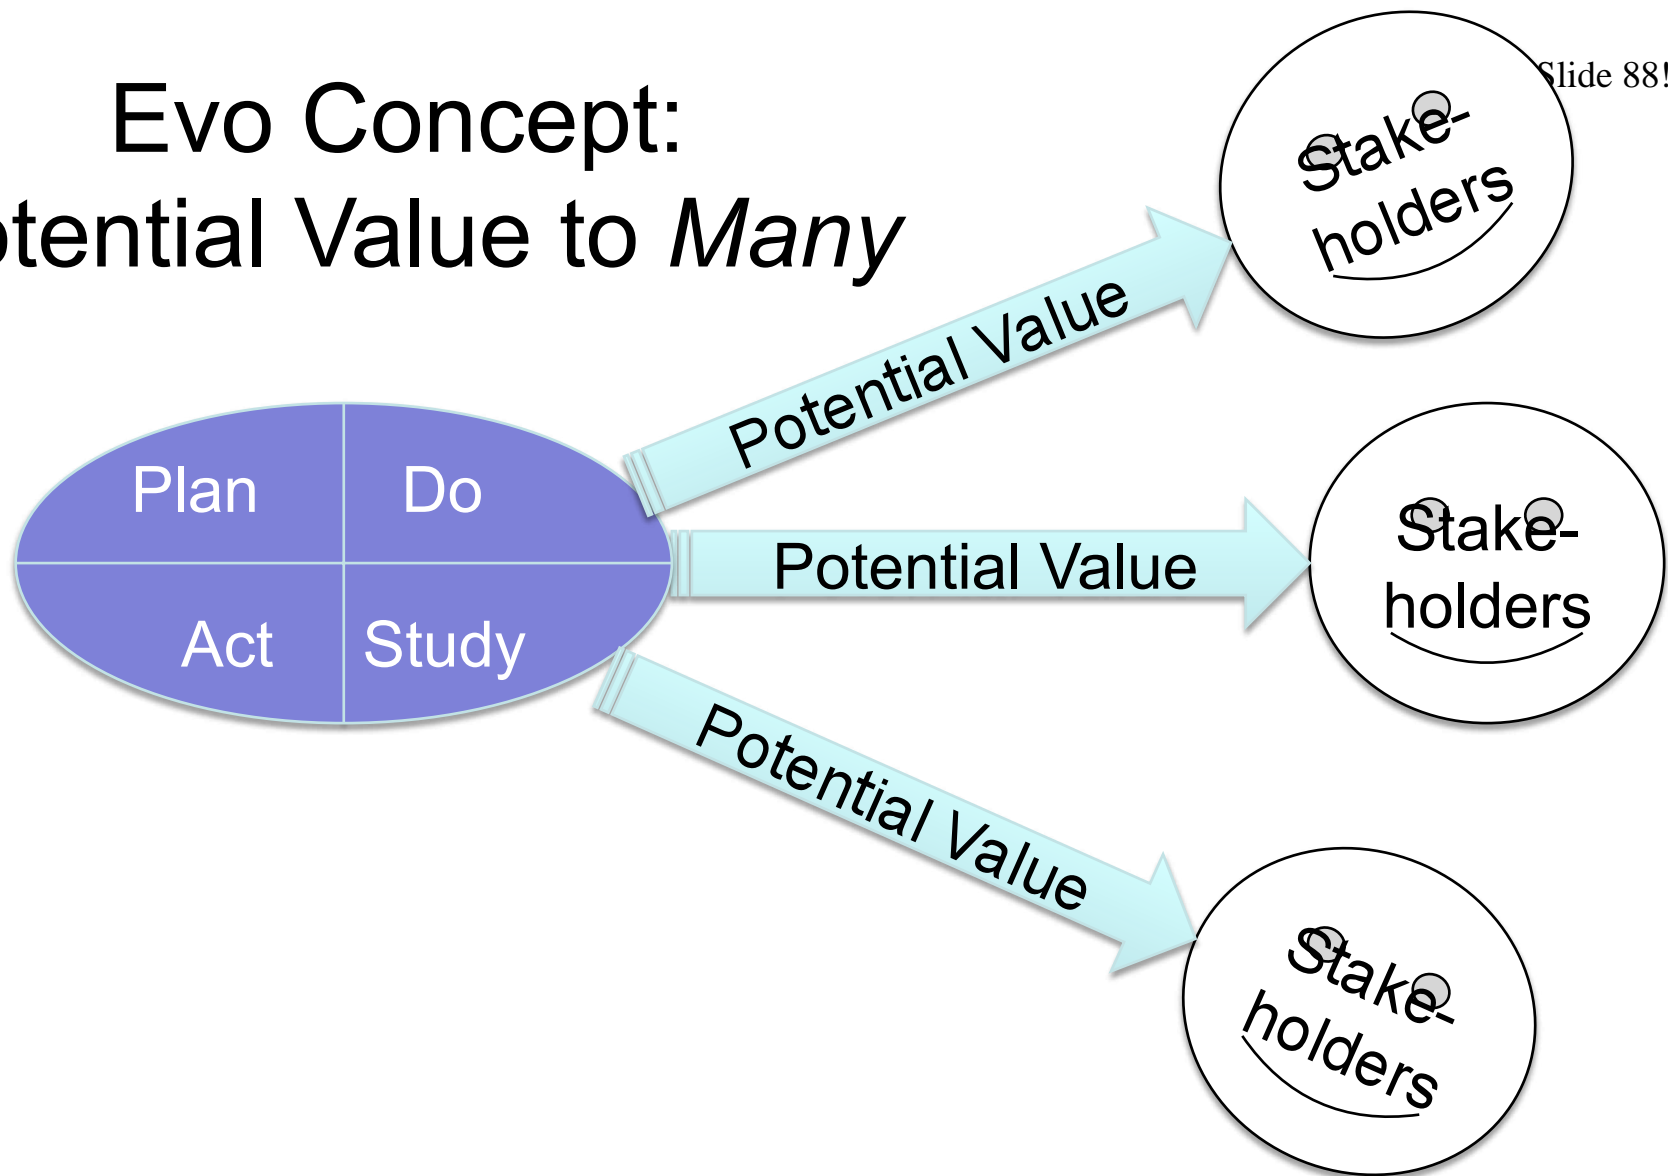 Slide 88!
Evo Concept:
otential Value to Many
Stake-
holders
Potential Value
Plan
Do
Potential Value
Stake-
holders
Act
Study
Potential Value
Stake-
holders